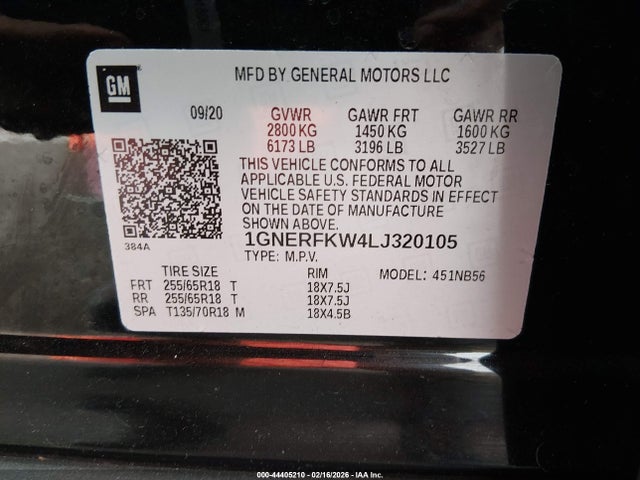 GM
MFD BY GENERAL MOTORS LLC
09/20 GVWR GAWR FRT GAWR RR
2800 KG 1450 KG 1600 KG
6173 LB 3196 LB 3527 LB
THIS VEHICLE CONFORMS TO ALL
APPLICABLE U.S. FEDERAL MOTOR
VEHICLE SAFETY STANDARDS IN EFFECT
ON THE DATE OF MANUFACTURE SHOWN ABOVE.
384A 1GNERFKW4LJ320105
TYPE: M.P.V.
TIRE SIZE RIM MODEL: 451NB56
FRT 255/65R18 T 18X7.5J
RR 255/65R18 T 18X7.5J
SPA T135/70R18 M 18X4.5B
000-44405210 - 02/16/2026 - IAA Inc.